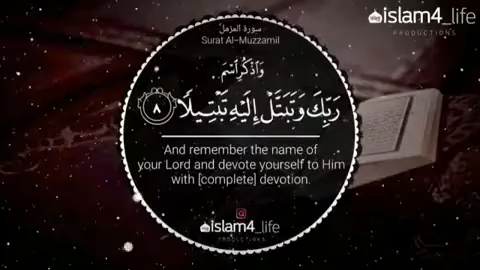 islam4_life
PRODUCTIONS
سورة المزمل
Surat Al-Muzzamil
وَاذْكُرِ اسْمَ
رَبِّكَ وَتَبَتَّلْ إِلَيْهِ تَبْتِيلًا ٨
And remember the name of
your Lord and devote yourself to Him
with [complete] devotion.
islam4_life
PRODUCTIONS